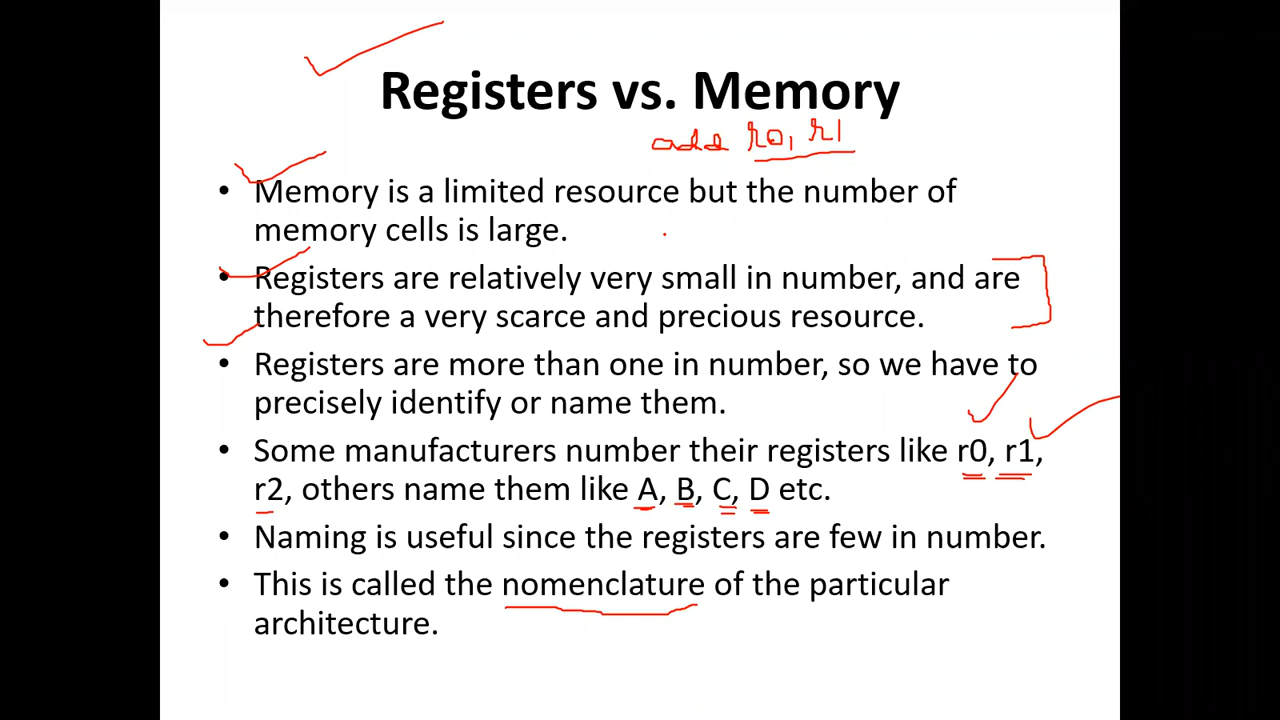 Registers vs. Memory
add r0, r1
• Memory is a limited resource but the number of
memory cells is large.
• Registers are relatively very small in number, and are
therefore a very scarce and precious resource.
• Registers are more than one in number, so we have to
precisely identify or name them.
• Some manufacturers number their registers like r0, r1,
r2, others name them like A, B, C, D etc.
• Naming is useful since the registers are few in number.
• This is called the nomenclature of the particular
architecture.